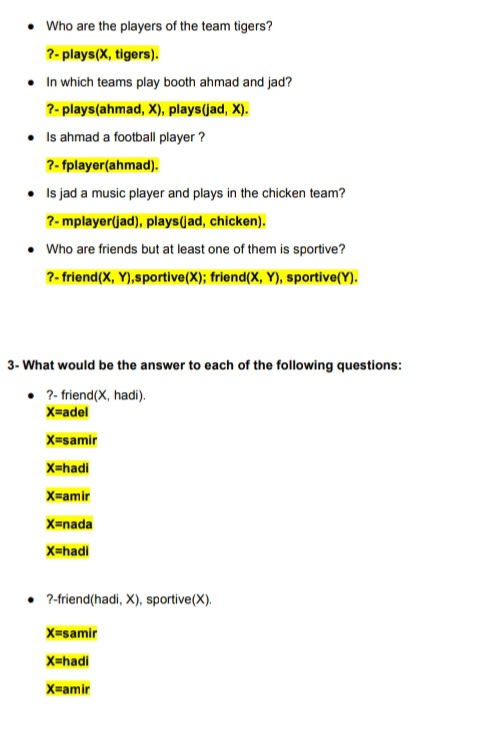 • Who are the players of the team tigers?
?- plays(X, tigers).
• In which teams play booth ahmad and jad?
?- plays(ahmad, X), plays(jad, X).
• Is ahmad a football player ?
?- fplayer(ahmad).
• Is jad a music player and plays in the chicken team?
?- mplayer(jad), plays(jad, chicken).
• Who are friends but at least one of them is sportive?
?- friend(X, Y),sportive(X); friend(X, Y), sportive(Y).
3- What would be the answer to each of the following questions:
• ?- friend(X, hadi).
X=adel
X=samir
X=hadi
X=amir
X=nada
X=hadi
• ?-friend(hadi, X), sportive(X).
X=samir
X=hadi
X=amir